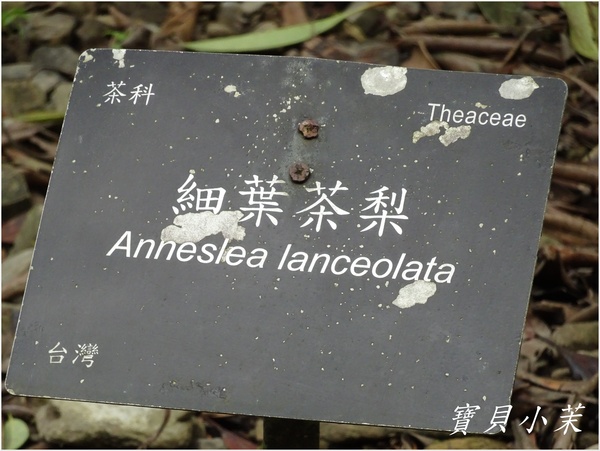 茶科
Theaceae
細葉茶梨
Anneslea lanceolata
台灣
寶貝小茉